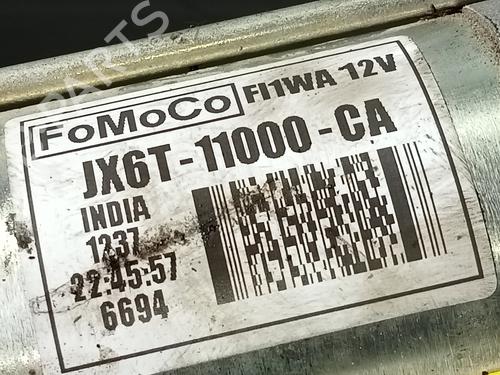 FoMoCo FI1WA 12V
JX6T-11000-CA
INDIA
1237
22:45:57
6694